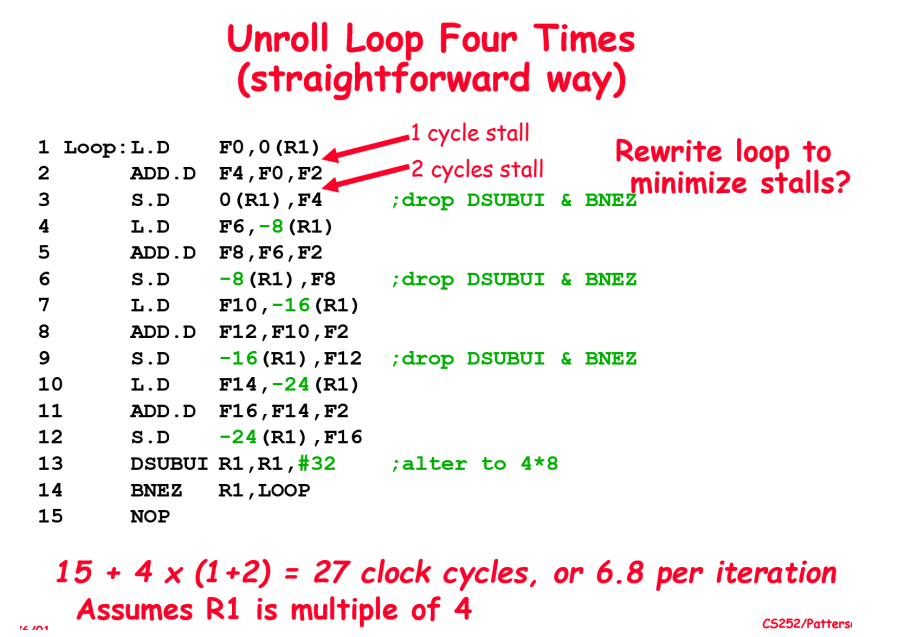 Unroll Loop Four Times
(straightforward way)
1 cycle stall
1 Loop:L.D F0,0(R1)
Rewrite loop to
minimize stalls?
2 cycles stall
2 ADD.D F4,F0,F2
3 S.D 0(R1),F4 ;drop DSUBUI & BNEZ
4 L.D F6,-8(R1)
5 ADD.D F8,F6,F2
6 S.D -8(R1),F8 ;drop DSUBUI & BNEZ
7 L.D F10,-16(R1)
8 ADD.D F12,F10,F2
9 S.D -16(R1),F12 ;drop DSUBUI & BNEZ
10 L.D F14,-24(R1)
11 ADD.D F16,F14,F2
12 S.D -24(R1),F16
13 DSUBUI R1,R1,#32 ;alter to 4*8
14 BNEZ R1,LOOP
15 NOP
15 + 4 x (1+2) = 27 clock cycles, or 6.8 per iteration
Assumes R1 is multiple of 4
CS252/Patters